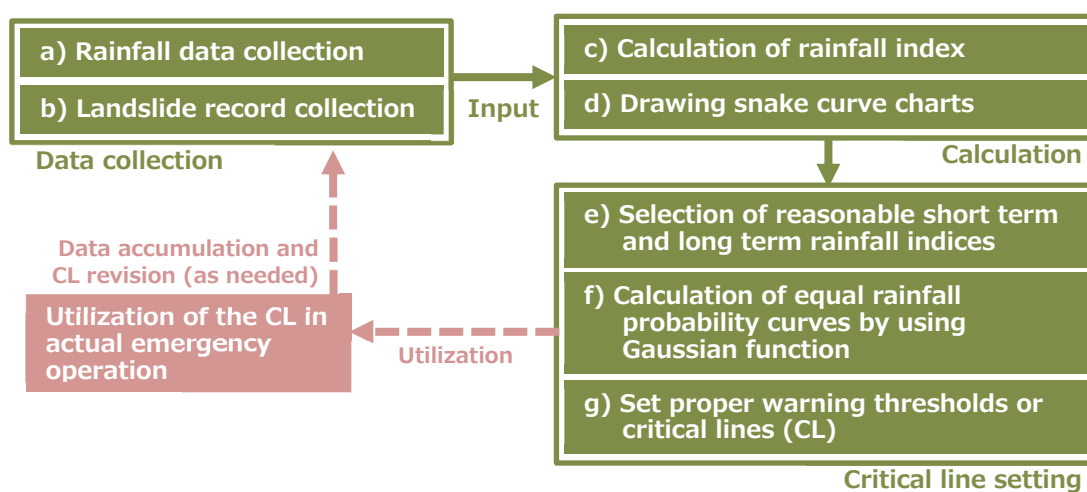 a) Rainfall data collection
b) Landslide record collection
Data collection
Input
c) Calculation of rainfall index
d) Drawing snake curve charts
Calculation
e) Selection of reasonable short term
and long term rainfall indices
f) Calculation of equal rainfall
probability curves by using
Gaussian function
g) Set proper warning thresholds or
critical lines (CL)
Critical line setting
Utilization
Utilization of the CL in
actual emergency
operation
Data accumulation and
CL revision (as needed)